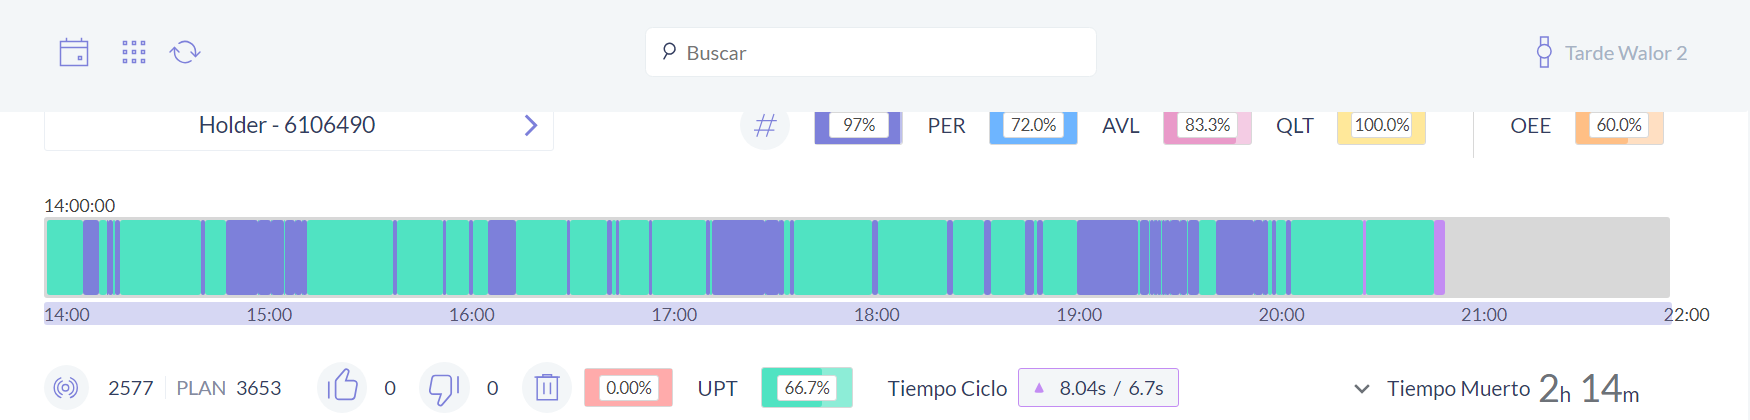 Buscar
Tarde Walor 2
Holder - 6106490
97% PER 72.0% AVL 83.3% QLT 100.0% OEE 60.0%
14:00:00
14:00 15:00 16:00 17:00 18:00 19:00 20:00 21:00 22:00
2577 PLAN 3653 0 0 0.00% UPT 66.7% Tiempo Ciclo ▲ 8.04s / 6.7s Tiempo Muerto 2h 14m